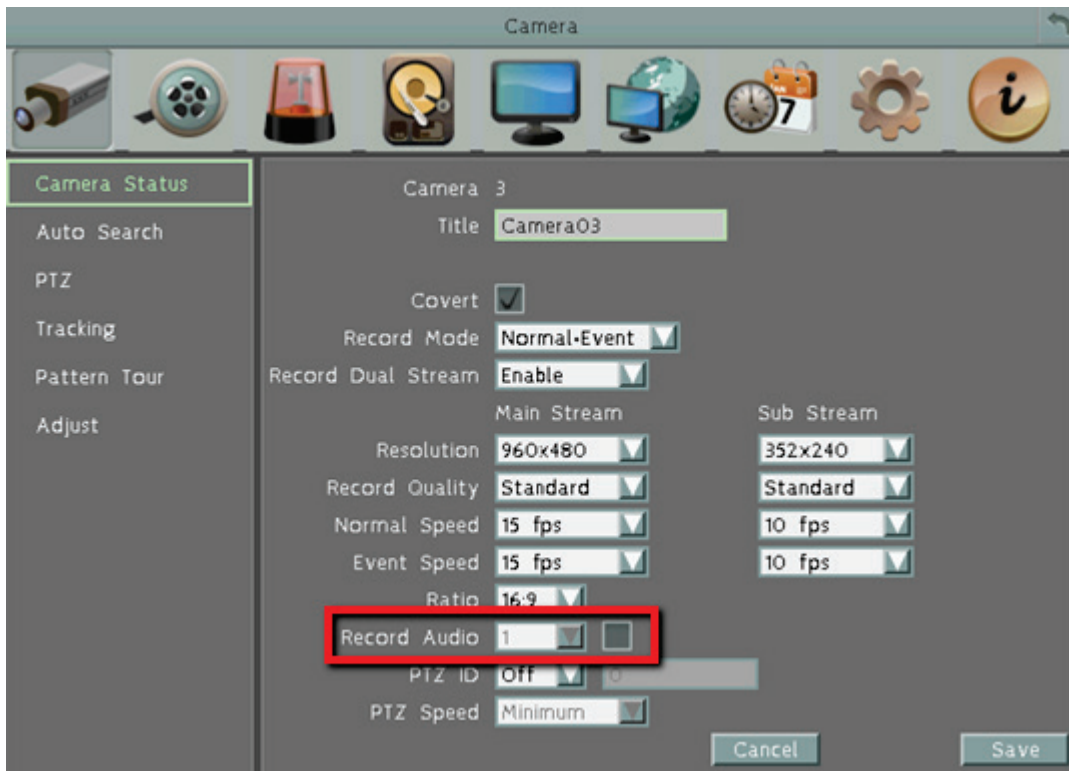 Camera
7
i
Camera Status
Auto Search
PTZ
Tracking
Pattern Tour
Adjust
Camera 3
Title Camera03
Covert
Record Mode Normal•Event
Record Dual Stream Enable
Main Stream Sub Stream
Resolution 960x480 352x240
Record Quality Standard Standard
Normal Speed 15 fps 10 fps
Event Speed 15 fps 10 fps
Ratio 16:9
Record Audio 1
PTZ ID Off 0
PTZ Speed Minimum
Cancel Save